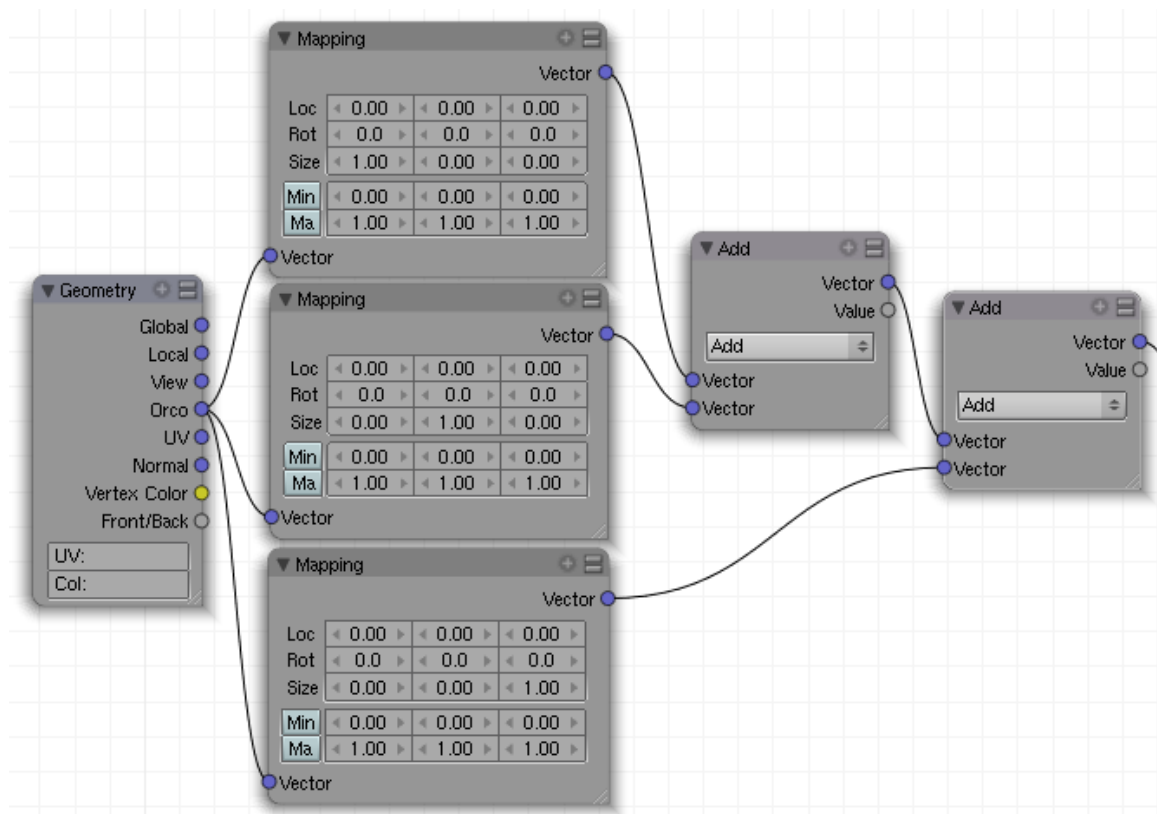 Geometry
Global
Local
View
Orco
UV
Normal
Vertex Color
Front/Back
UV:
Col:
Mapping
Vector
Loc 0.00 0.00 0.00
Rot 0.0 0.0 0.0
Size 1.00 0.00 0.00
Min 0.00 0.00 0.00
Ma 1.00 1.00 1.00
Vector
Mapping
Vector
Loc 0.00 0.00 0.00
Rot 0.0 0.0 0.0
Size 0.00 1.00 0.00
Min 0.00 0.00 0.00
Ma 1.00 1.00 1.00
Vector
Mapping
Vector
Loc 0.00 0.00 0.00
Rot 0.0 0.0 0.0
Size 0.00 0.00 1.00
Min 0.00 0.00 0.00
Ma 1.00 1.00 1.00
Vector
Add
Vector
Value
Add
Vector
Vector
Add
Vector
Value
Add
Vector
Vector